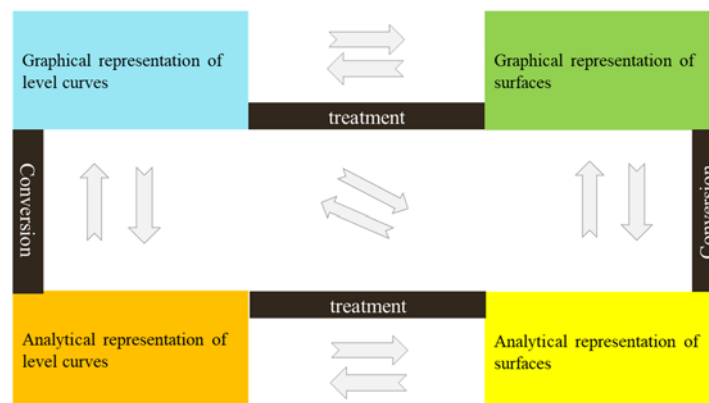 Graphical representation of
level curves
Graphical representation of
surfaces
treatment
Conversion
Conversion
treatment
Analytical representation of
level curves
Analytical representation of
surfaces